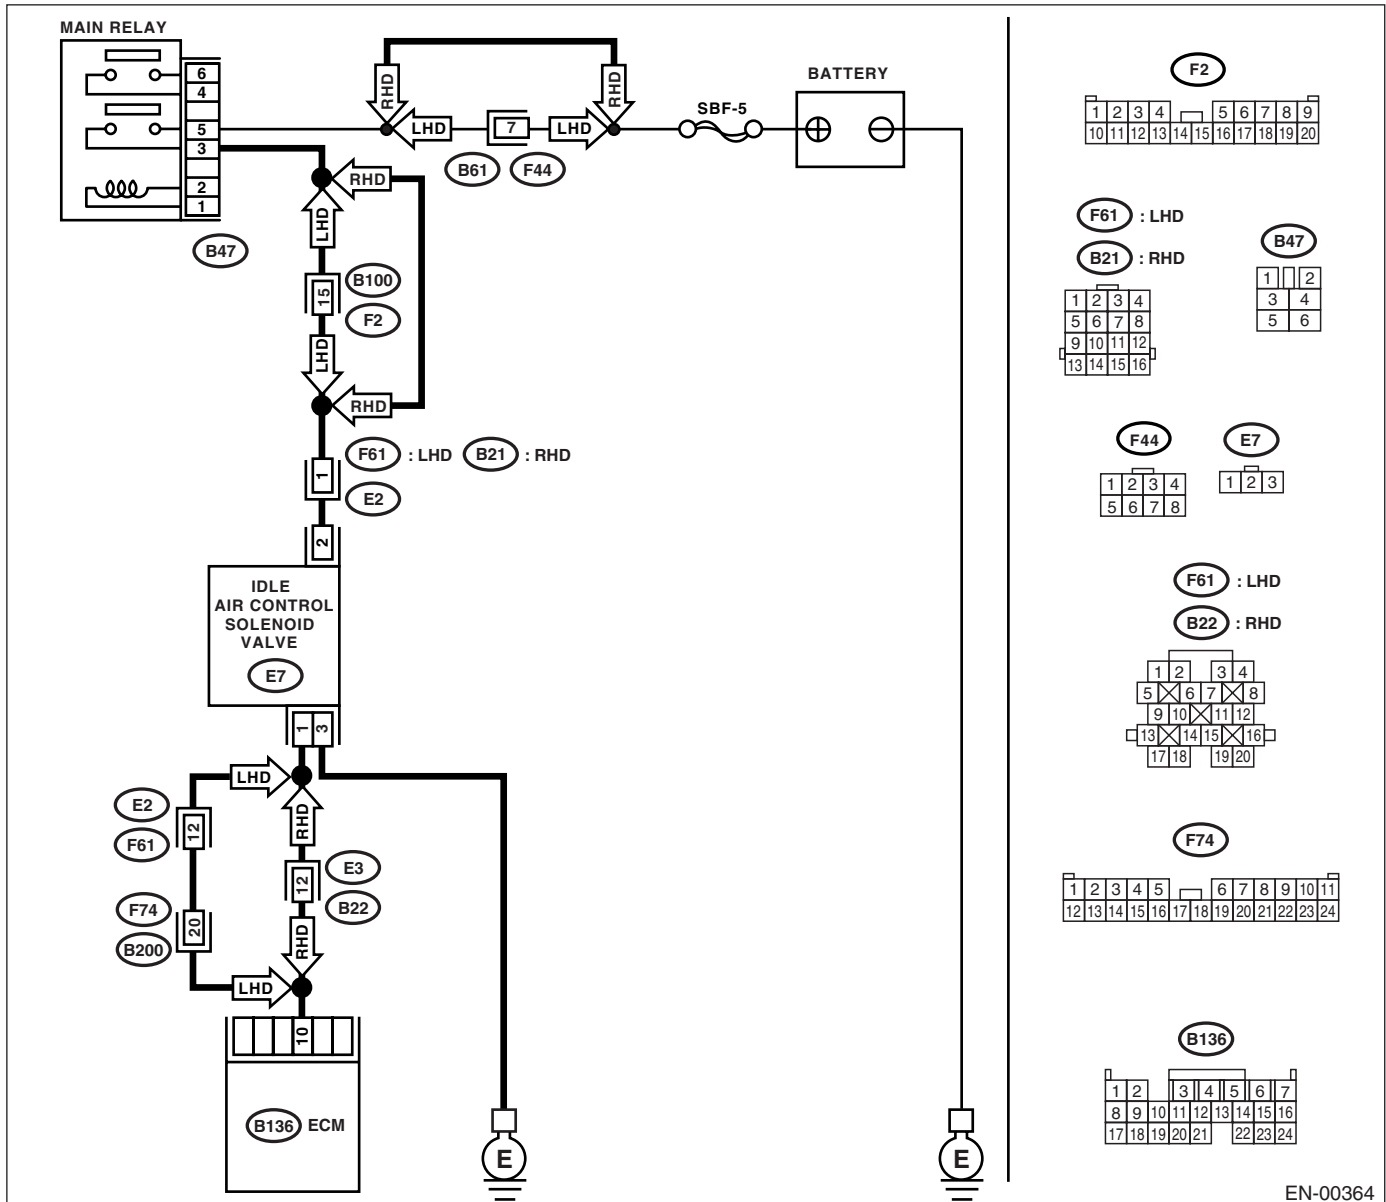 MAIN RELAY
6
4
5
3
2
1
B47
RHD
RHD
LHD
7
LHD
B61
F44
SBF-5
BATTERY
RHD
LHD
15
B100
F2
LHD
RHD
1
F61 : LHD B21 : RHD
E2
2
IDLE
AIR CONTROL
SOLENOID
VALVE
E7
1 3
LHD
RHD
E2
12
F61
12
E3
B22
F74
20
B200
RHD
LHD
10
B136 ECM
E
E
F2
1 2 3 4 5 6 7 8 9
10 11 12 13 14 15 16 17 18 19 20
F61 : LHD
B21 : RHD
1 2 3 4
5 6 7 8
9 10 11 12
13 14 15 16
B47
1 2
3 4
5 6
F44
1 2 3 4
5 6 7 8
E7
1 2 3
F61 : LHD
B22 : RHD
1 2 3 4
5 6 7 8
9 10 11 12
13 14 15 16
17 18 19 20
F74
1 2 3 4 5 6 7 8 9 10 11
12 13 14 15 16 17 18 19 20 21 22 23 24
B136
1 2 3 4 5 6 7
8 9 10 11 12 13 14 15 16
17 18 19 20 21 22 23 24
EN-00364